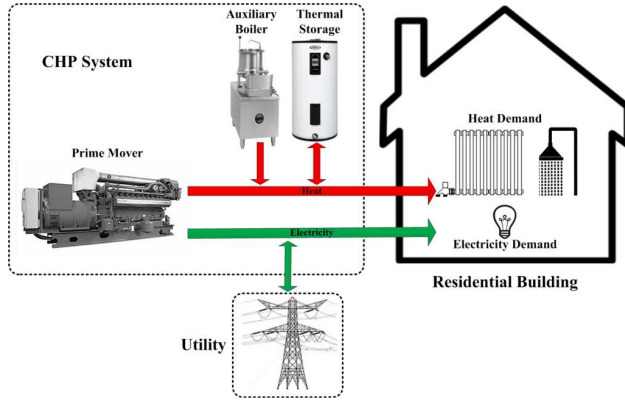 Auxiliary
Boiler
Thermal
Storage
CHP System
Heat Demand
Prime Mover
Heat
Electricity
Electricity Demand
Residential Building
Utility